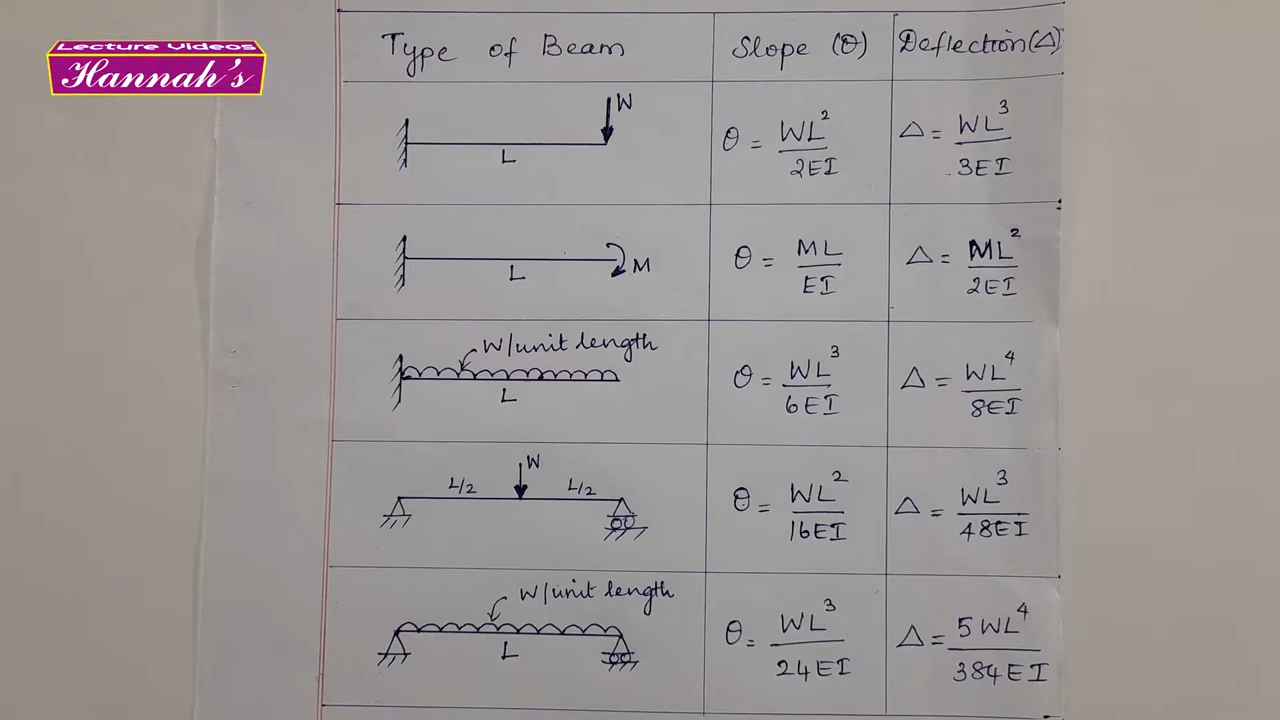 Lecture Videos
Hannah's
Type of Beam Slope (θ) Deflection(Δ)
W
L
θ = WL²/2EI
Δ = WL³/3EI
L M
θ = ML/EI
Δ = ML²/2EI
W/unit length
L
θ = WL³/6EI
Δ = WL⁴/8EI
W
L/2 L/2
θ = WL²/16EI
Δ = WL³/48EI
W/unit length
L
θ = WL³/24EI
Δ = 5WL⁴/384EI